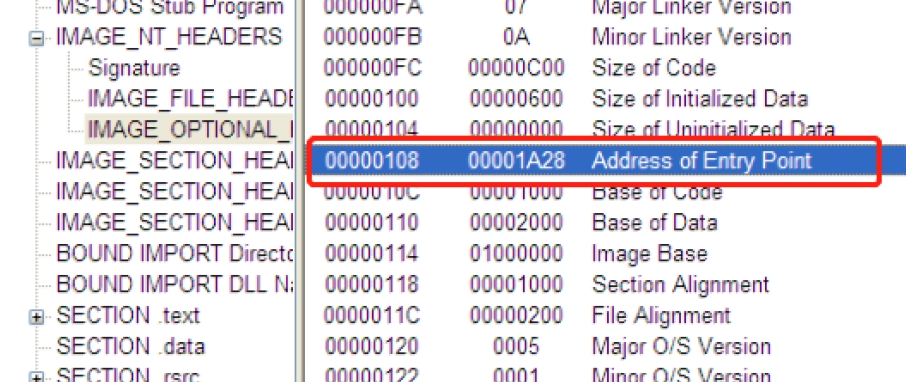 MS-DOS Stub Program
IMAGE_NT_HEADERS
Signature
IMAGE_FILE_HEADE
IMAGE_OPTIONAL_
IMAGE_SECTION_HEA
IMAGE_SECTION_HEA
IMAGE_SECTION_HEA
BOUND IMPORT Directo
BOUND IMPORT DLL Na
SECTION .text
SECTION .data
SECTION .rsrc
000000FA 07 Major Linker Version
000000FB 0A Minor Linker Version
000000FC 00000C00 Size of Code
00000100 00000600 Size of Initialized Data
00000104 00000000 Size of Uninitialized Data
00000108 00001A28 Address of Entry Point
0000010C 00001000 Base of Code
00000110 00002000 Base of Data
00000114 01000000 Image Base
00000118 00001000 Section Alignment
0000011C 00000200 File Alignment
00000120 0005 Major O/S Version
00000122 0001 Minor O/S Version